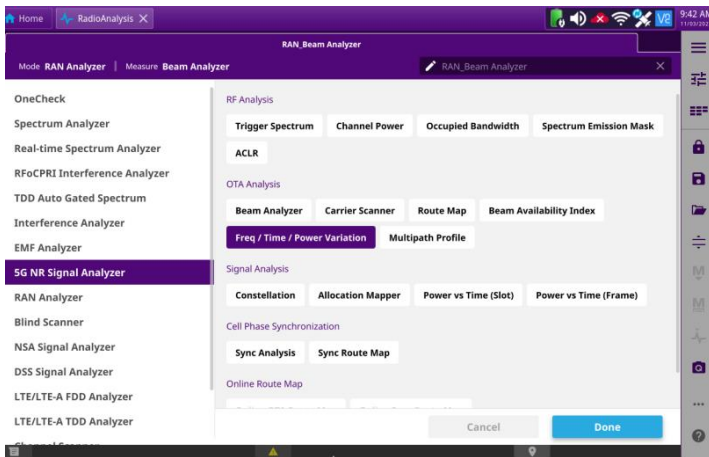 Home
RadioAnalysis
9:42 AM
RAN_Beam Analyzer
Mode RAN Analyzer | Measure Beam Analyzer
RAN_Beam Analyzer
OneCheck
Spectrum Analyzer
Real-time Spectrum Analyzer
RFoCPRI Interference Analyzer
TDD Auto Gated Spectrum
Interference Analyzer
EMF Analyzer
5G NR Signal Analyzer
RAN Analyzer
Blind Scanner
NSA Signal Analyzer
DSS Signal Analyzer
LTE/LTE-A FDD Analyzer
LTE/LTE-A TDD Analyzer
RF Analysis
Trigger Spectrum Channel Power Occupied Bandwidth Spectrum Emission Mask
ACLR
OTA Analysis
Beam Analyzer Carrier Scanner Route Map Beam Availability Index
Freq / Time / Power Variation Multipath Profile
Signal Analysis
Constellation Allocation Mapper Power vs Time (Slot) Power vs Time (Frame)
Cell Phase Synchronization
Sync Analysis Sync Route Map
Online Route Map
Cancel Done